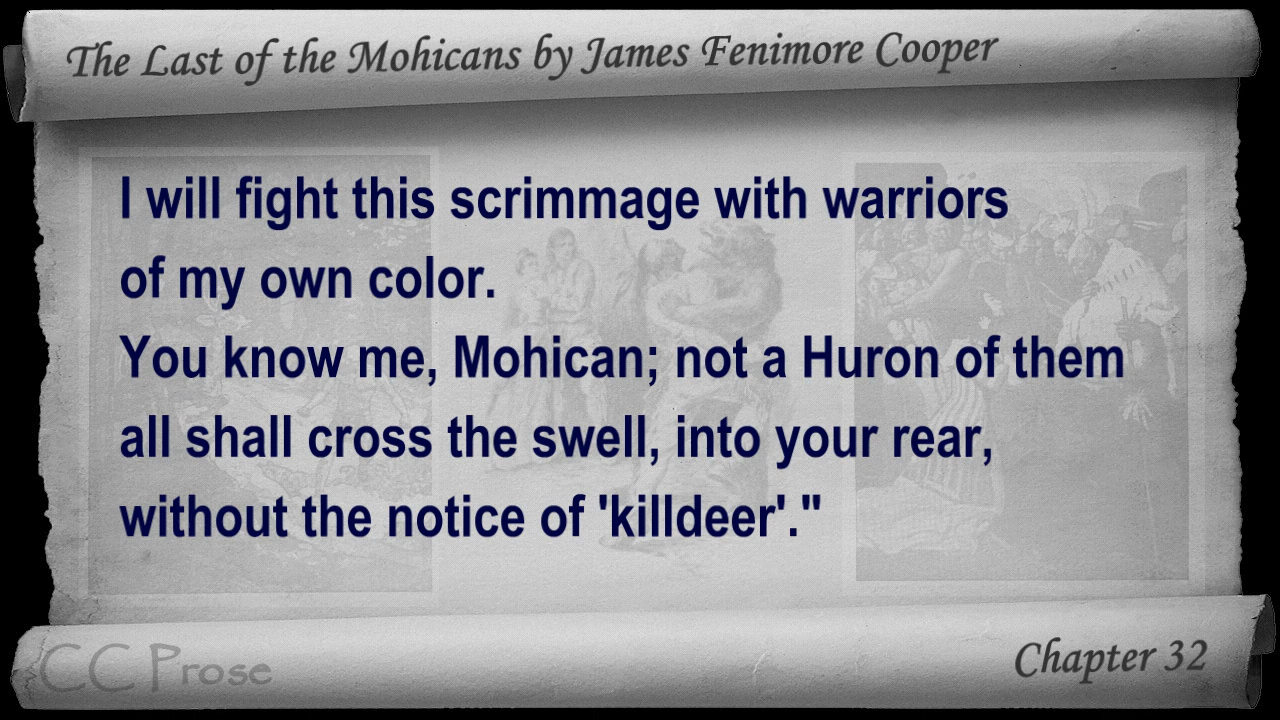 The Last of the Mohicans by James Fenimore Cooper
I will fight this scrimmage with warriors
of my own color.
You know me, Mohican; not a Huron of them
all shall cross the swell, into your rear,
without the notice of 'killdeer'."
CC Prose
Chapter 32